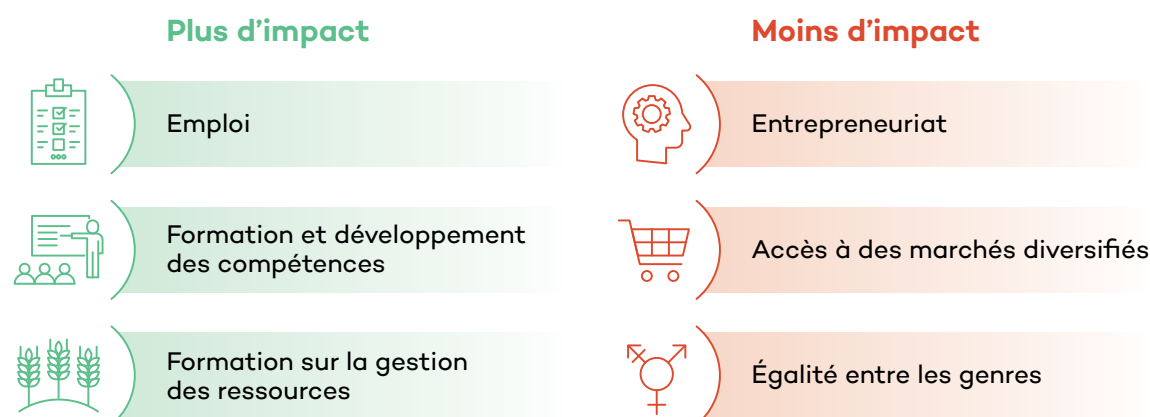 Plus d’impact
Emploi
Formation et développement
des compétences
Formation sur la gestion
des ressources
Moins d’impact
Entrepreneuriat
Accès à des marchés diversifiés
Égalité entre les genres